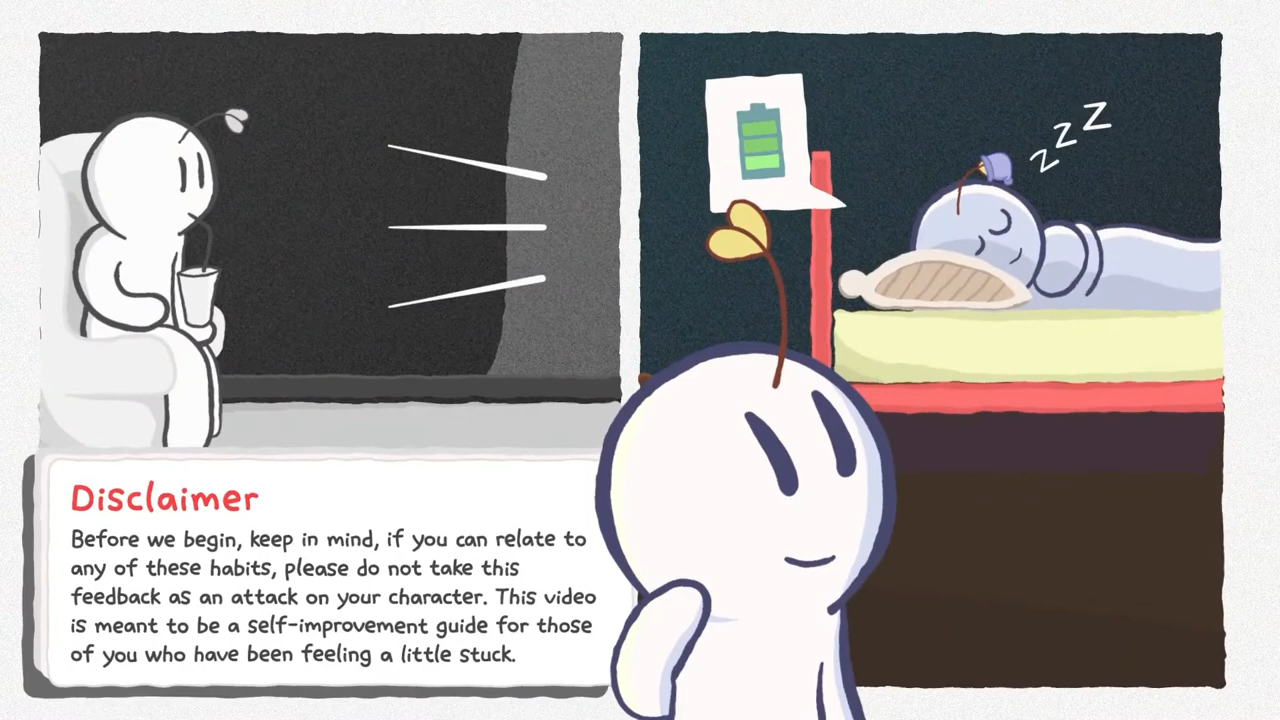 Z Z Z
Disclaimer
Before we begin, keep in mind, if you can relate to
any of these habits, please do not take this
feedback as an attack on your character. This video
is meant to be a self-improvement guide for those
of you who have been feeling a little stuck.